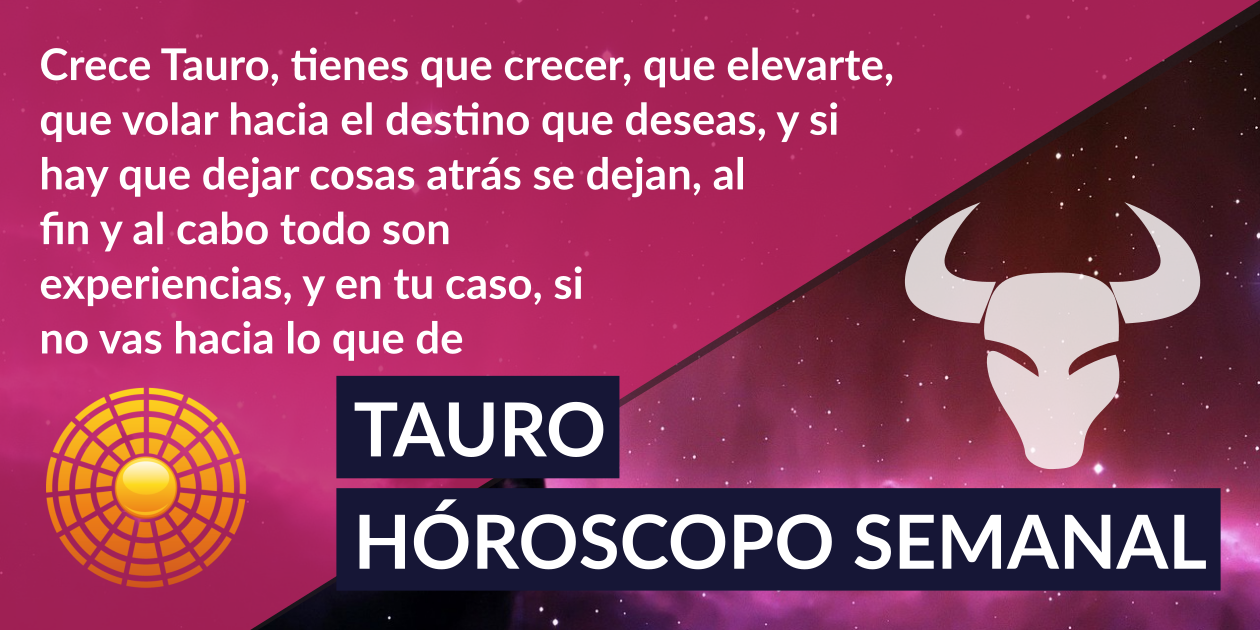 Crece Tauro, tienes que crecer, que elevarte,
que volar hacia el destino que deseas, y si
hay que dejar cosas atrás se dejan, al
fin y al cabo todo son
experiencias, y en tu caso, si
no vas hacia lo que de
TAURO
HÓROSCOPO SEMANAL